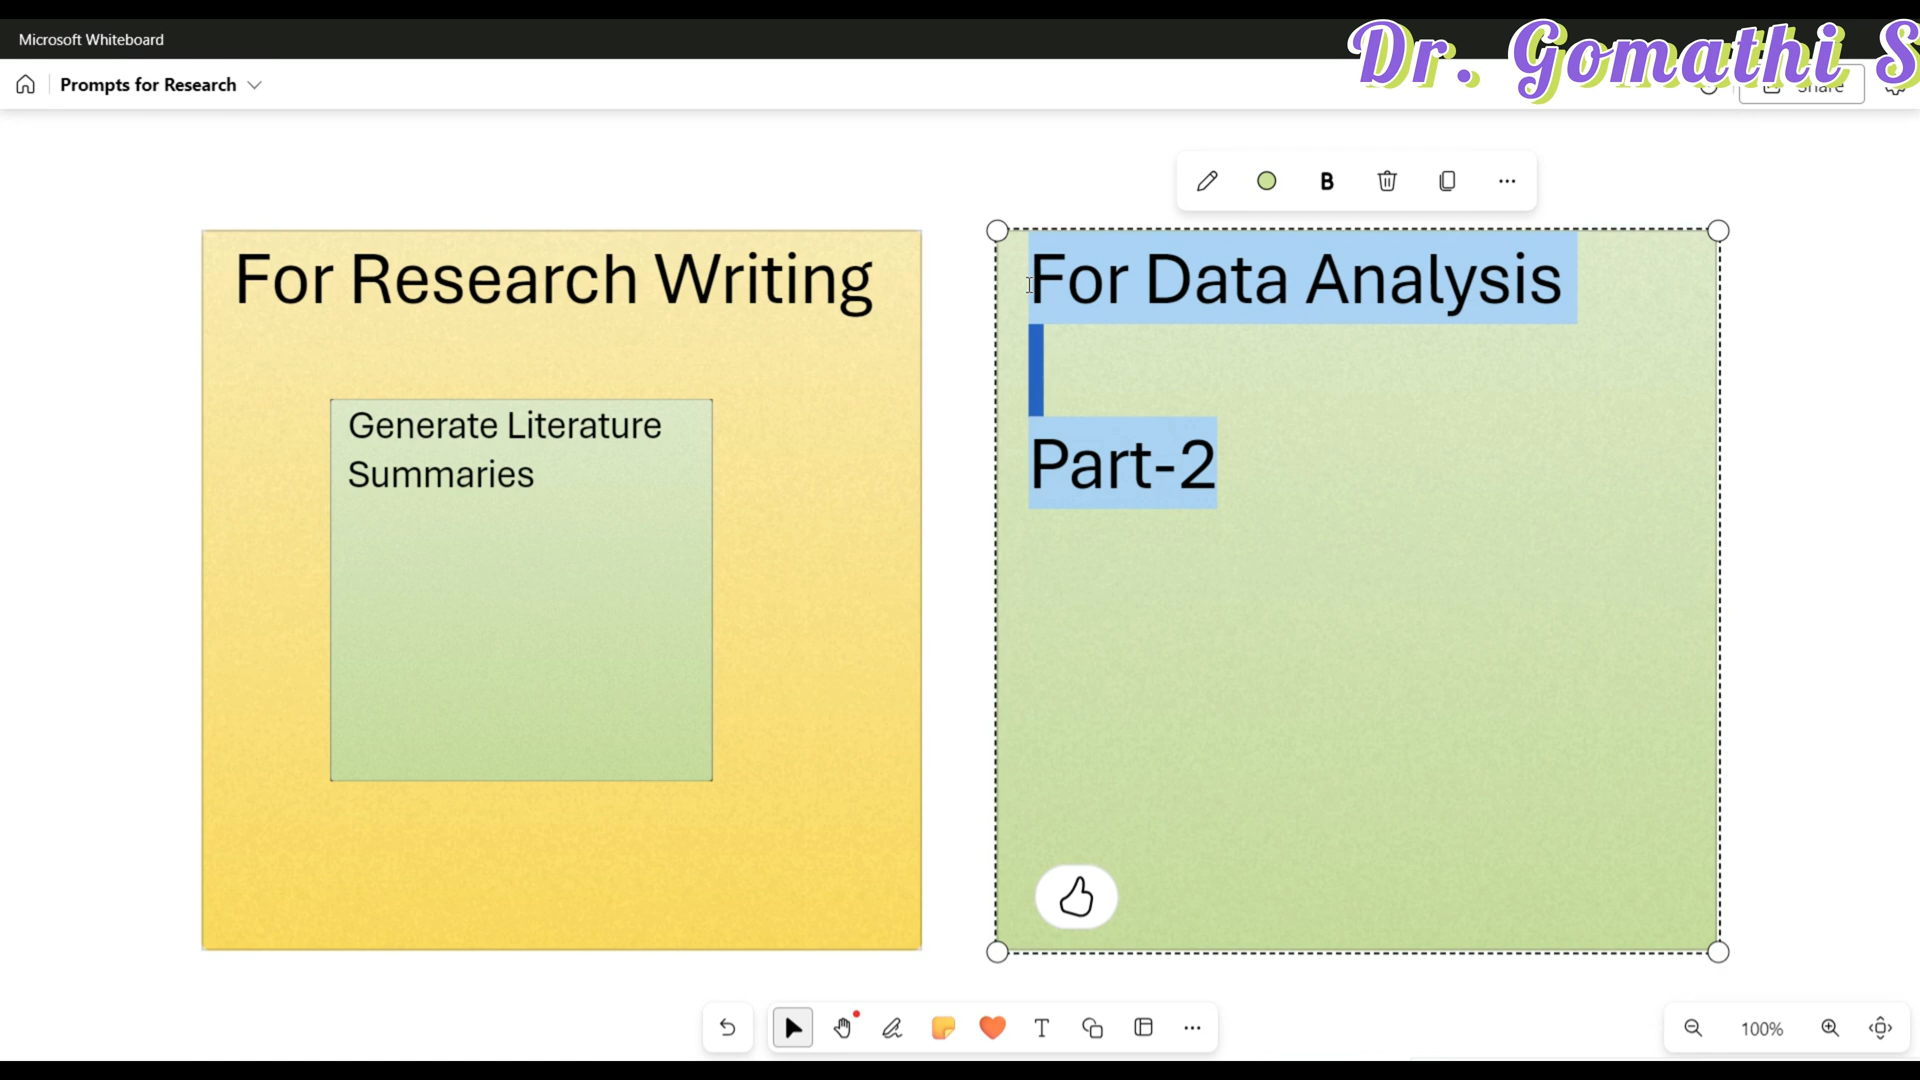 Microsoft Whiteboard
Dr. Gomathi S
Prompts for Research
Share
For Research Writing
For Data Analysis
Generate Literature
Summaries
Part-2
100%